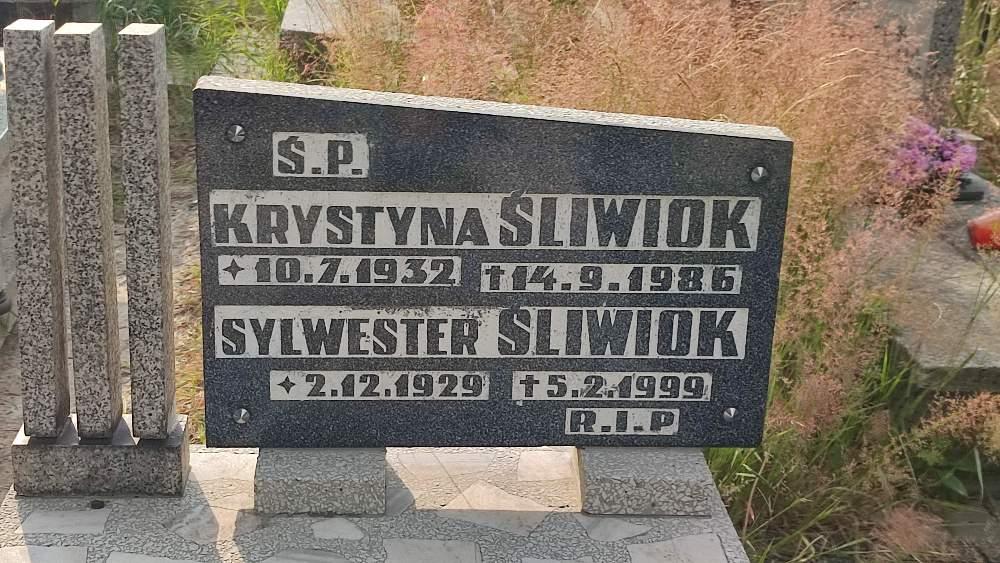 Ś.P.
KRYSTYNA ŚLIWIOK
✦10.7.1932 ✝14.9.1986
SYLWESTER ŚLIWIOK
✦2.12.1929 ✝5.2.1999
R.I.P